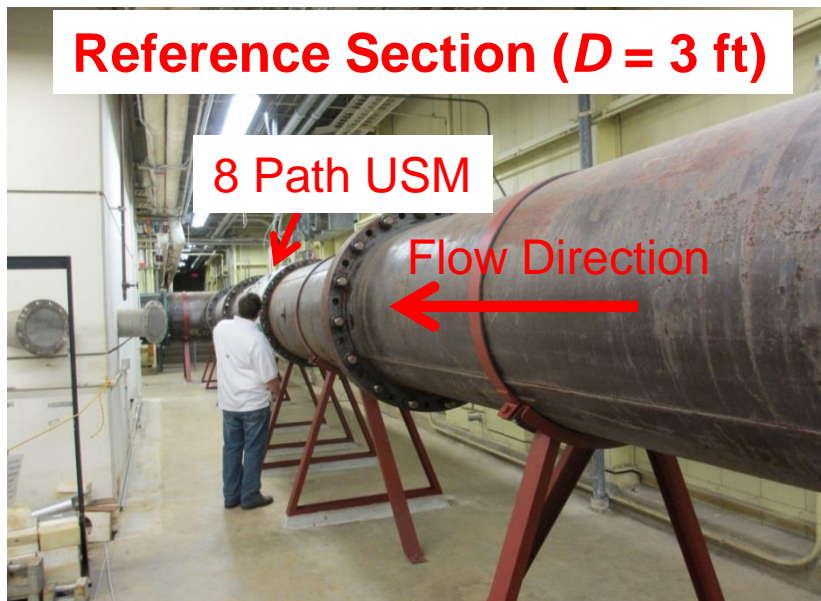 Reference Section (D = 3 ft)
8 Path USM
Flow Direction